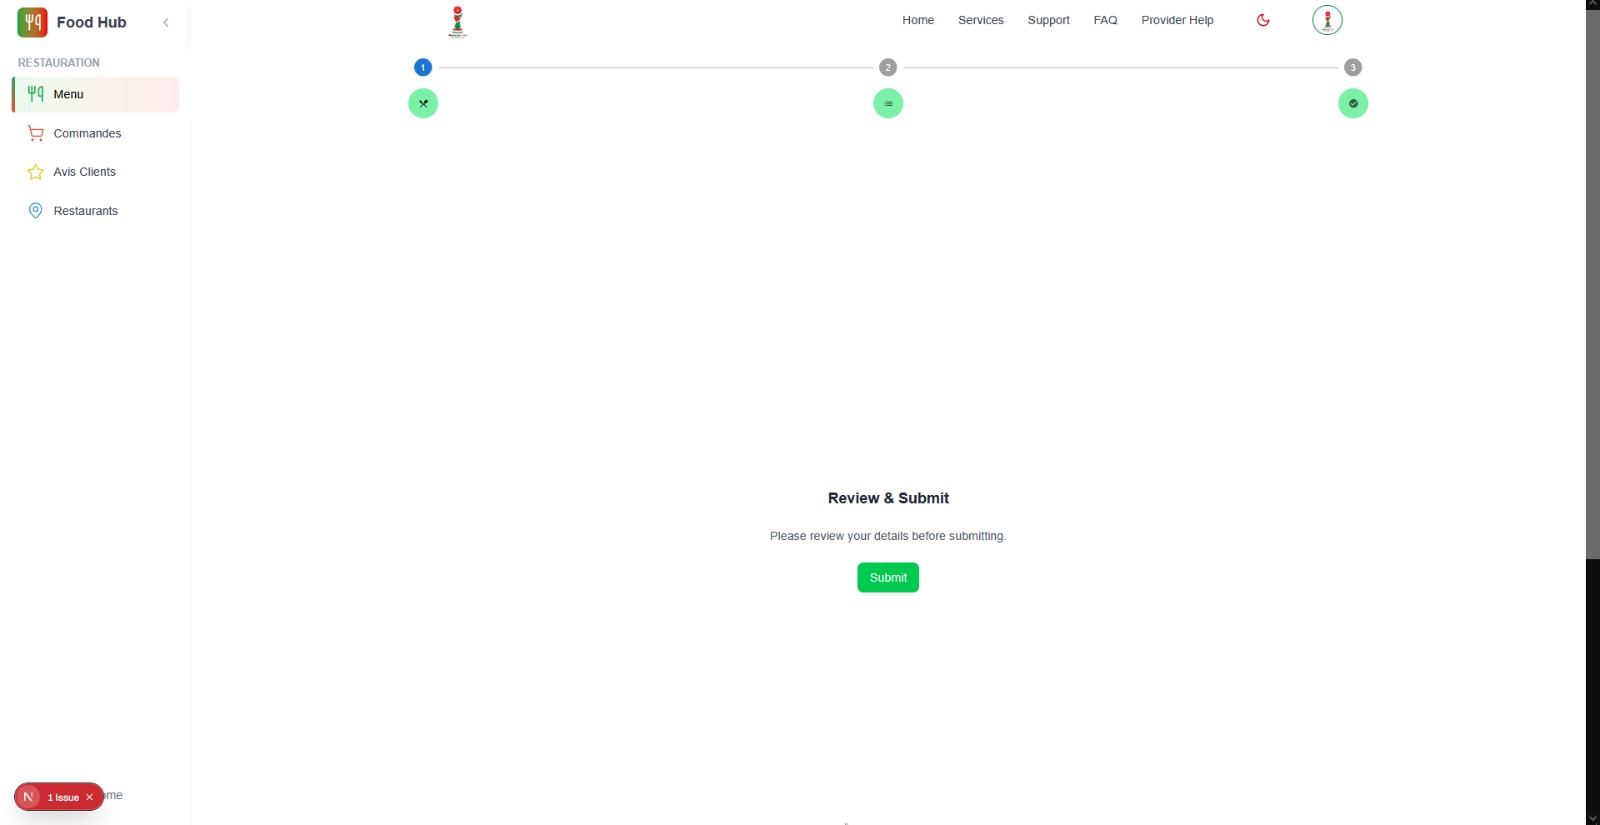 Food Hub
Home
Services
Support
FAQ
Provider Help
RESTAURATION
Menu
Commandes
Avis Clients
Restaurants
1
2
3
Review & Submit
Please review your details before submitting.
Submit
N
1 Issue
ome